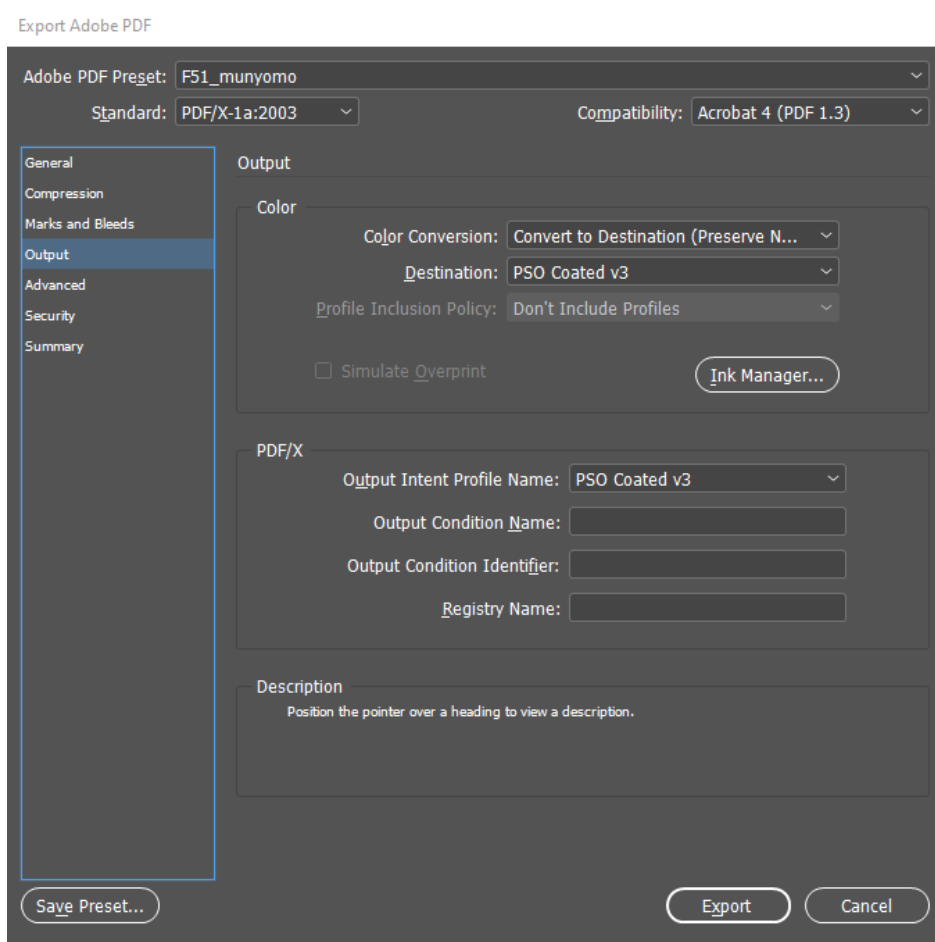 Export Adobe PDF
Adobe PDF Preset: F51_munyomo
Standard: PDF/X-1a:2003 Compatibility: Acrobat 4 (PDF 1.3)
General
Compression
Marks and Bleeds
Output
Advanced
Security
Summary
Output
Color
Color Conversion: Convert to Destination (Preserve N...
Destination: PSO Coated v3
Profile Inclusion Policy: Don't Include Profiles
Simulate Overprint
Ink Manager...
PDF/X
Output Intent Profile Name: PSO Coated v3
Output Condition Name:
Output Condition Identifier:
Registry Name:
Description
Position the pointer over a heading to view a description.
Save Preset... Export Cancel